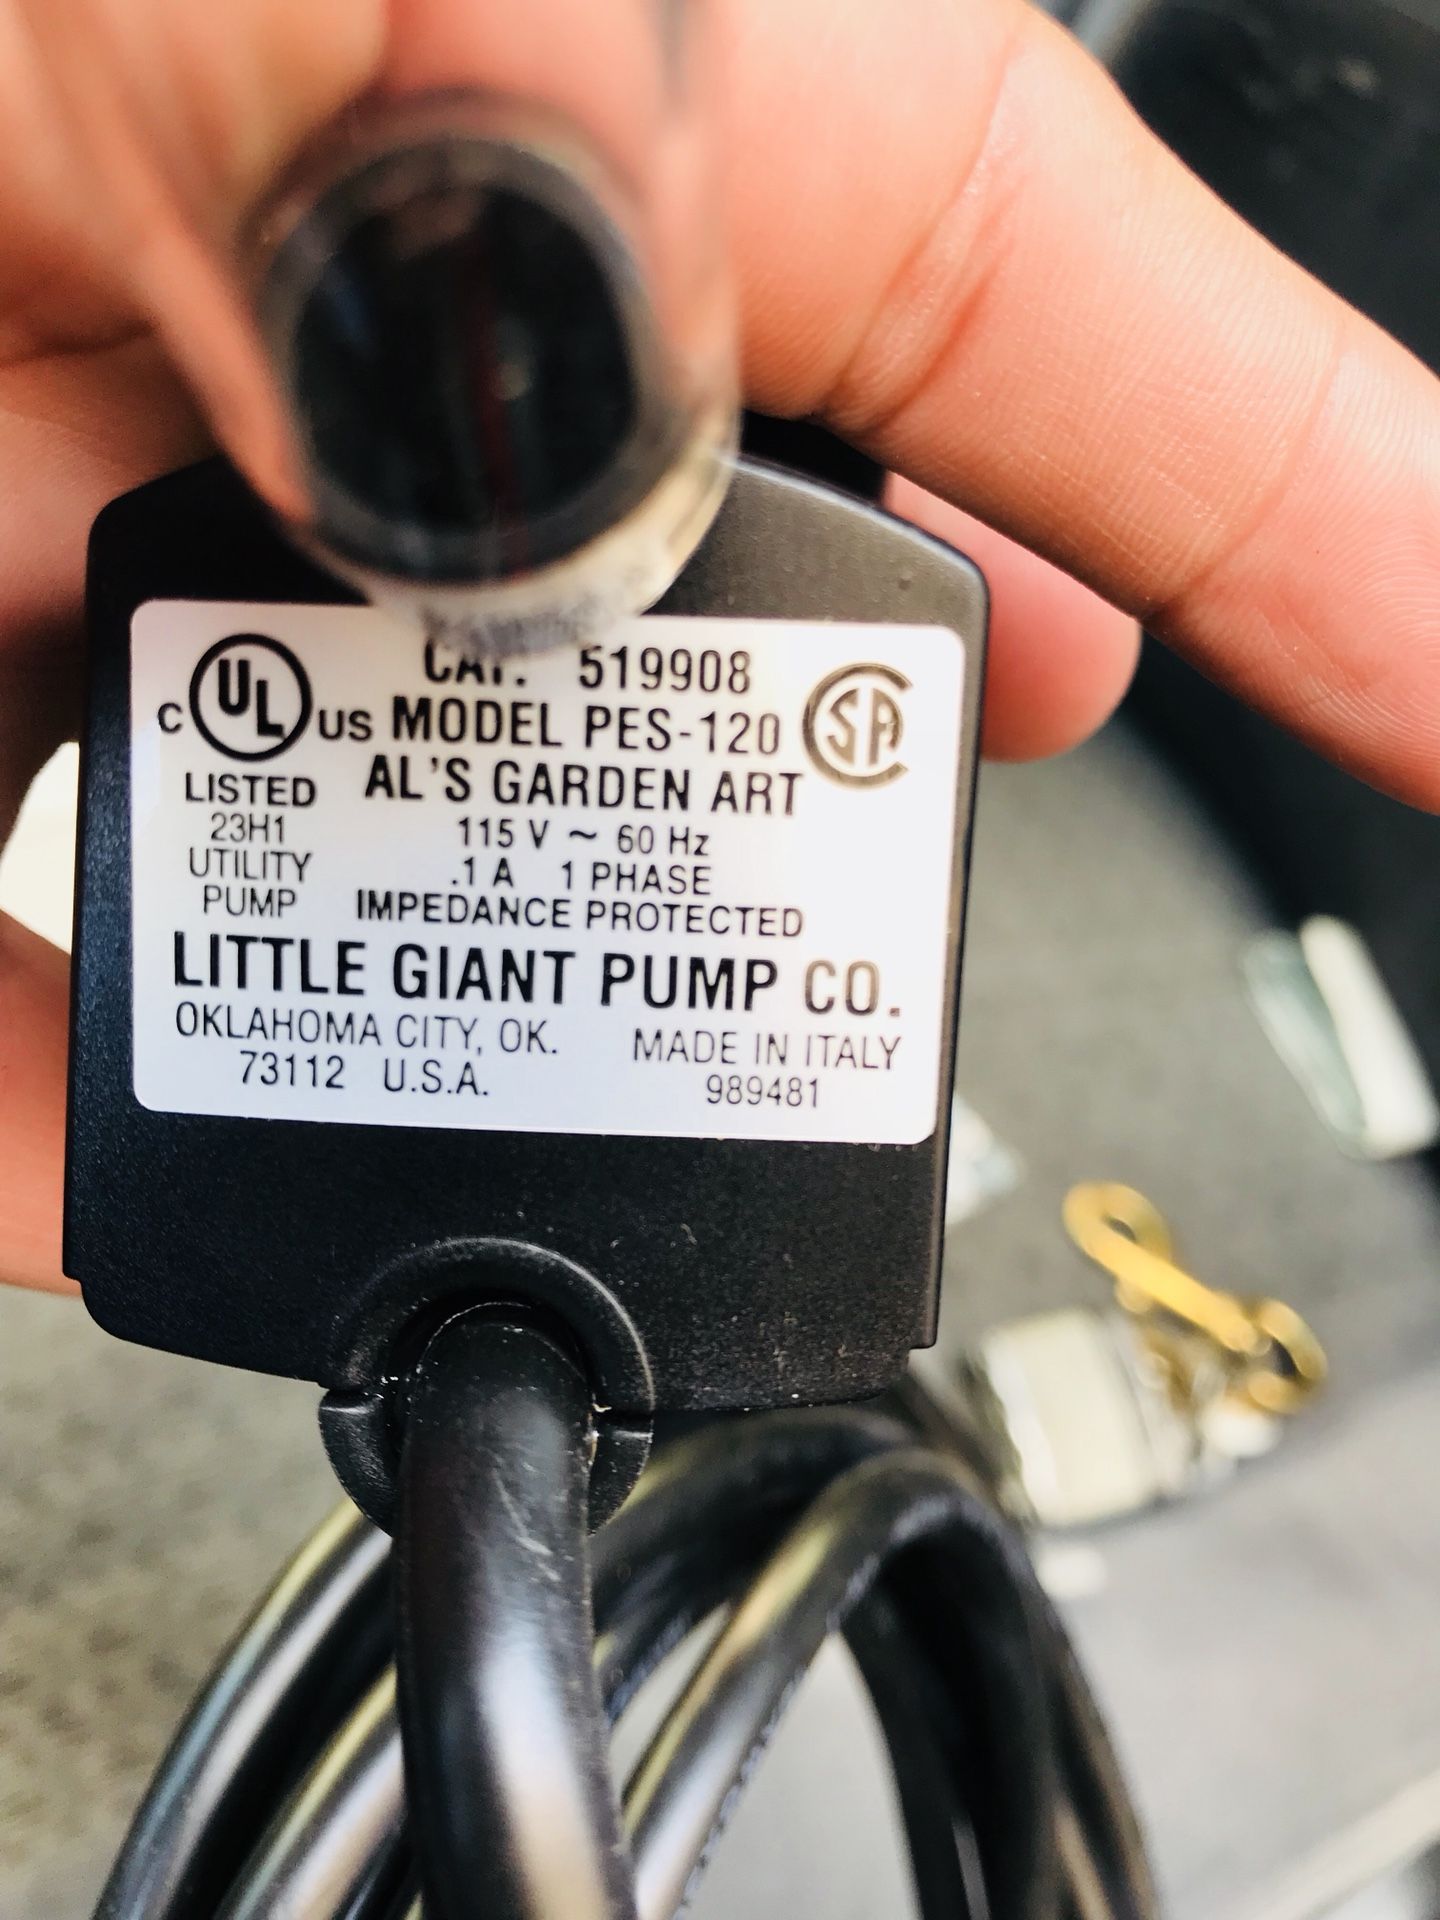 CAT. 519908
C UL US MODEL PES-120 SA
AL'S GARDEN ART
LISTED
23H1
UTILITY
PUMP
115 V ~ 60 Hz
.1 A 1 PHASE
IMPEDANCE PROTECTED
LITTLE GIANT PUMP CO.
OKLAHOMA CITY, OK.
73112 U.S.A.
MADE IN ITALY
989481